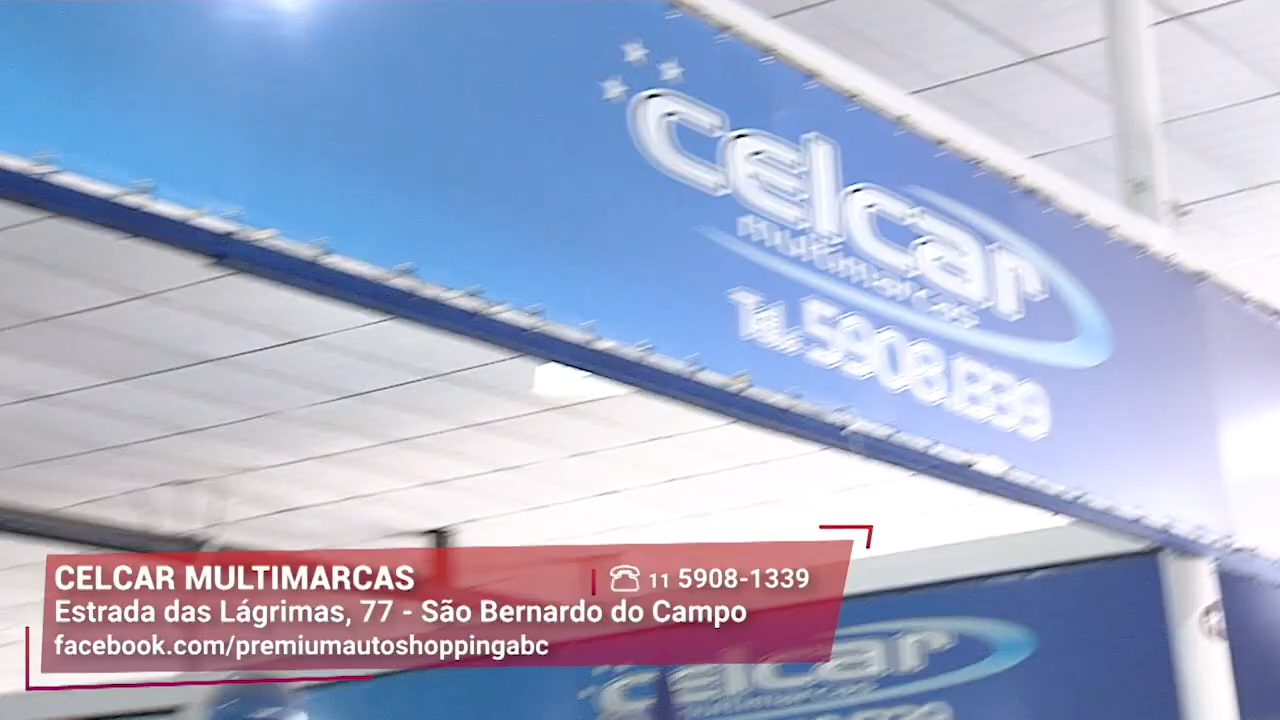 celcar
multimarcas
Tel. 5908.1339
CELCAR MULTIMARCAS
11 5908-1339
Estrada das Lágrimas, 77 - São Bernardo do Campo
facebook.com/premiumautoshoppingabc
celcar
multimarcas